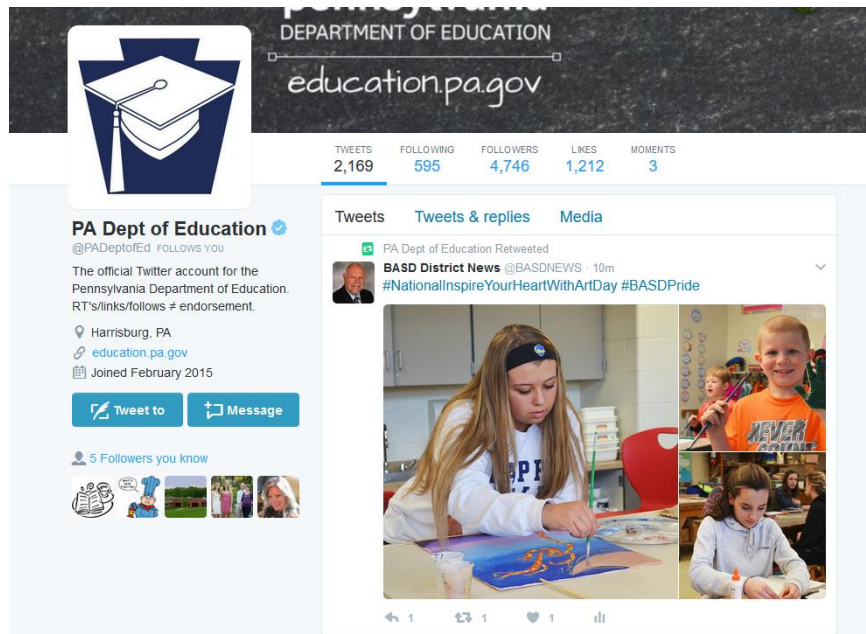 pennsylvania
DEPARTMENT OF EDUCATION
education.pa.gov
TWEETS FOLLOWING FOLLOWERS LIKES MOMENTS
2,169 595 4,746 1,212 3
PA Dept of Education
@PADeptofEd FOLLOWS YOU
The official Twitter account for the
Pennsylvania Department of Education.
RT's/links/follows ≠ endorsement.
Harrisburg, PA
education.pa.gov
Joined February 2015
Tweet to Message
5 Followers you know
Tweets Tweets & replies Media
PA Dept of Education Retweeted
BASD District News @BASDNEWS · 10m
#NationalInspireYourHeartWithArtDay #BASDPride
NEVER
1 1 1